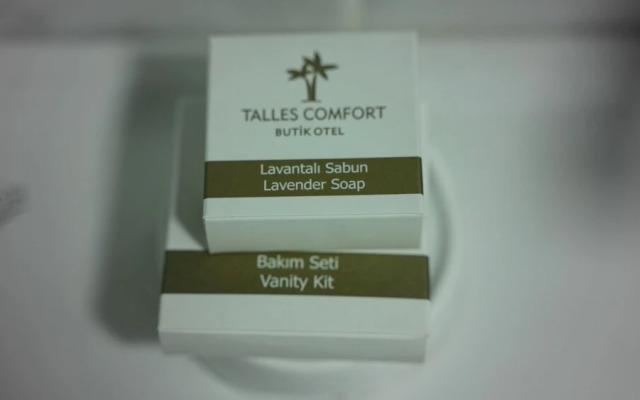 TALLES COMFORT
BUTİK OTEL
Lavantalı Sabun
Lavender Soap
Bakım Seti
Vanity Kit